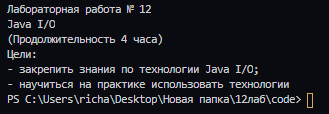 Лабораторная работа № 12
Java I/O
(Продолжительность 4 часа)
Цели:
- закрепить знания по технологии Java I/O;
- научиться на практике использовать технологии
PS C:\Users\richa\Desktop\Новая папка\12лаб\code>